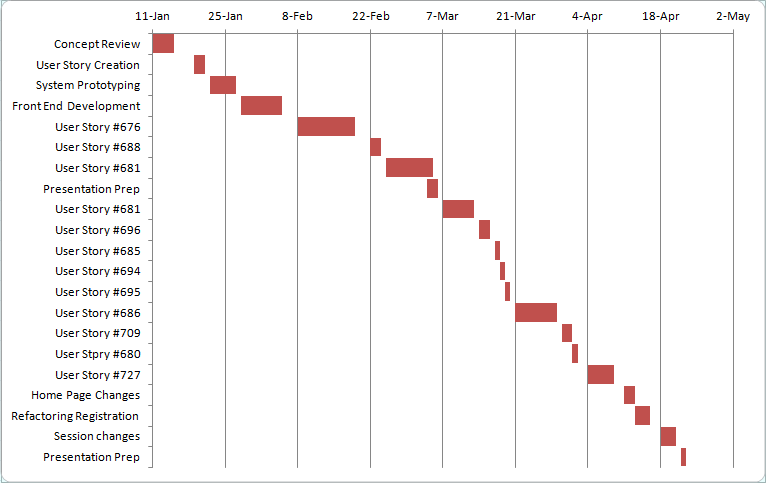 11-Jan 25-Jan 8-Feb 22-Feb 7-Mar 21-Mar 4-Apr 18-Apr 2-May
Concept Review
User Story Creation
System Prototyping
Front End Development
User Story #676
User Story #688
User Story #681
Presentation Prep
User Story #681
User Story #696
User Story #685
User Story #694
User Story #695
User Story #686
User Story #709
User Stpry #680
User Story #727
Home Page Changes
Refactoring Registration
Session changes
Presentation Prep